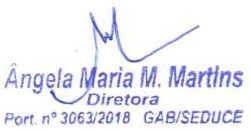 Ângela Maria M. Martins
Diretora
Port. nº 3063/2018 GAB/SEDUCE